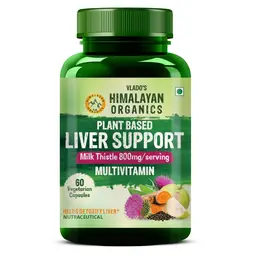 VLADO'S
HIMALAYAN
ORGANICS
PLANT BASED
LIVER SUPPORT
Milk Thistle 800mg/serving
MULTIVITAMIN
60
Vegetarian
Capsules
HELPS DETOXIFY LIVER*
NUTRACEUTICAL